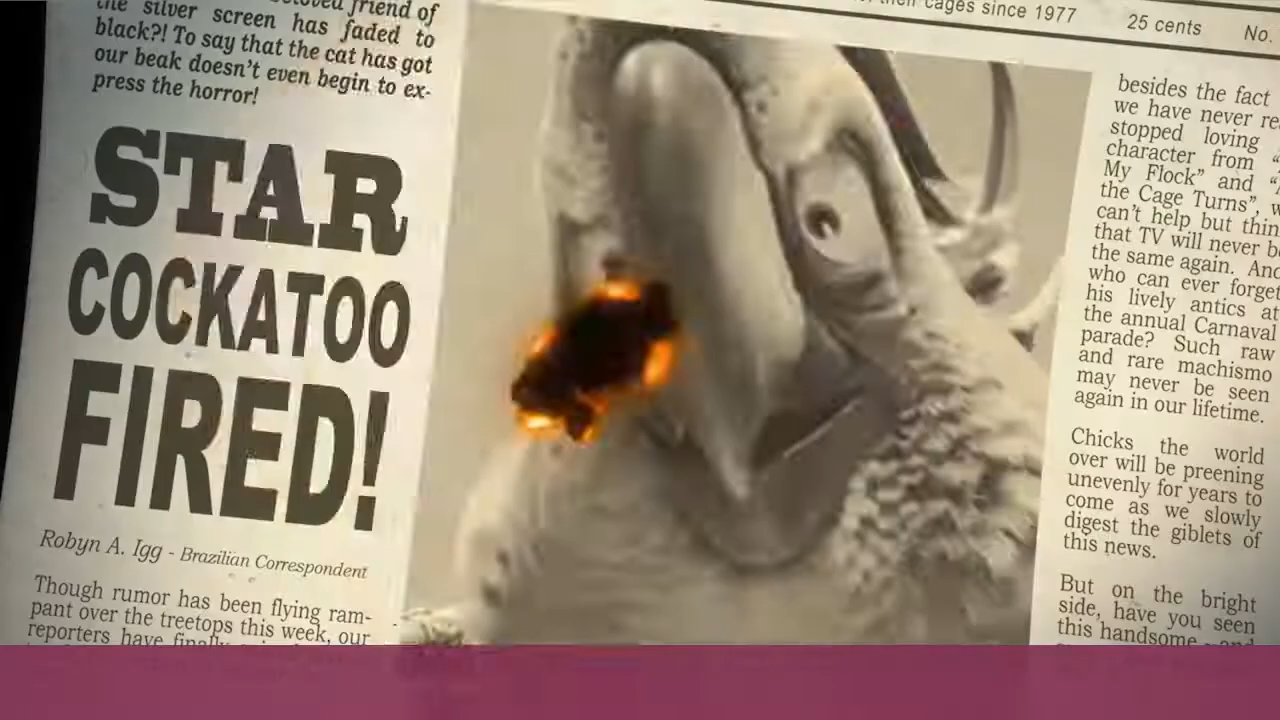 the silver screen has faded to
black?! To say that the cat has got
our beak doesn't even begin to ex-
press the horror!
STAR
COCKATOO
FIRED!
Robyn A. Igg - Brazilian Correspondent
Though rumor has been flying ram-
pant over the treetops this week, our
reporters have finally
cages since 1977
25 cents
No.
besides the fact
we have never re
stopped loving "
character from "
My Flock" and "
the Cage Turns", w
can't help but thin
that TV will never b
the same again. And
who can ever forget
his lively antics at
the annual Carnaval
parade? Such raw
and rare machismo
may never be seen
again in our lifetime.
Chicks the world
over will be preening
unevenly for years to
come as we slowly
digest the giblets of
this news.
But on the bright
side, have you seen
this handsome